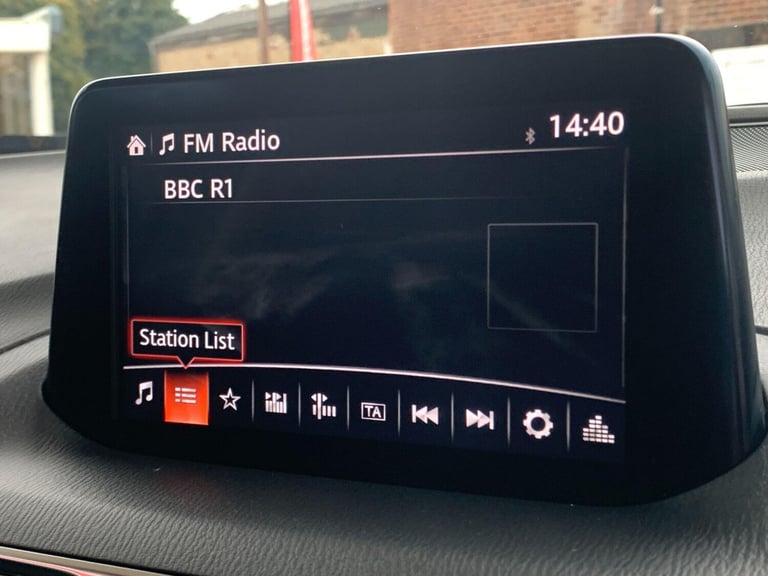 FM Radio
14:40
BBC R1
Station List
TA